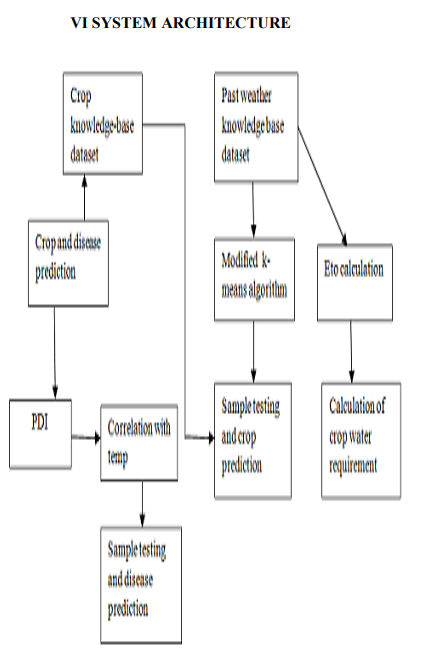 VI SYSTEM ARCHITECTURE
Crop
knowledge-base
dataset
Past weather
knowledge base
dataset
Crop and disease
prediction
Modified k-
means algorithm
Eto calculation
PDI
Correlation with
temp
Sample testing
and crop
prediction
Calculation of
crop water
requirement
Sample testing
and disease
prediction